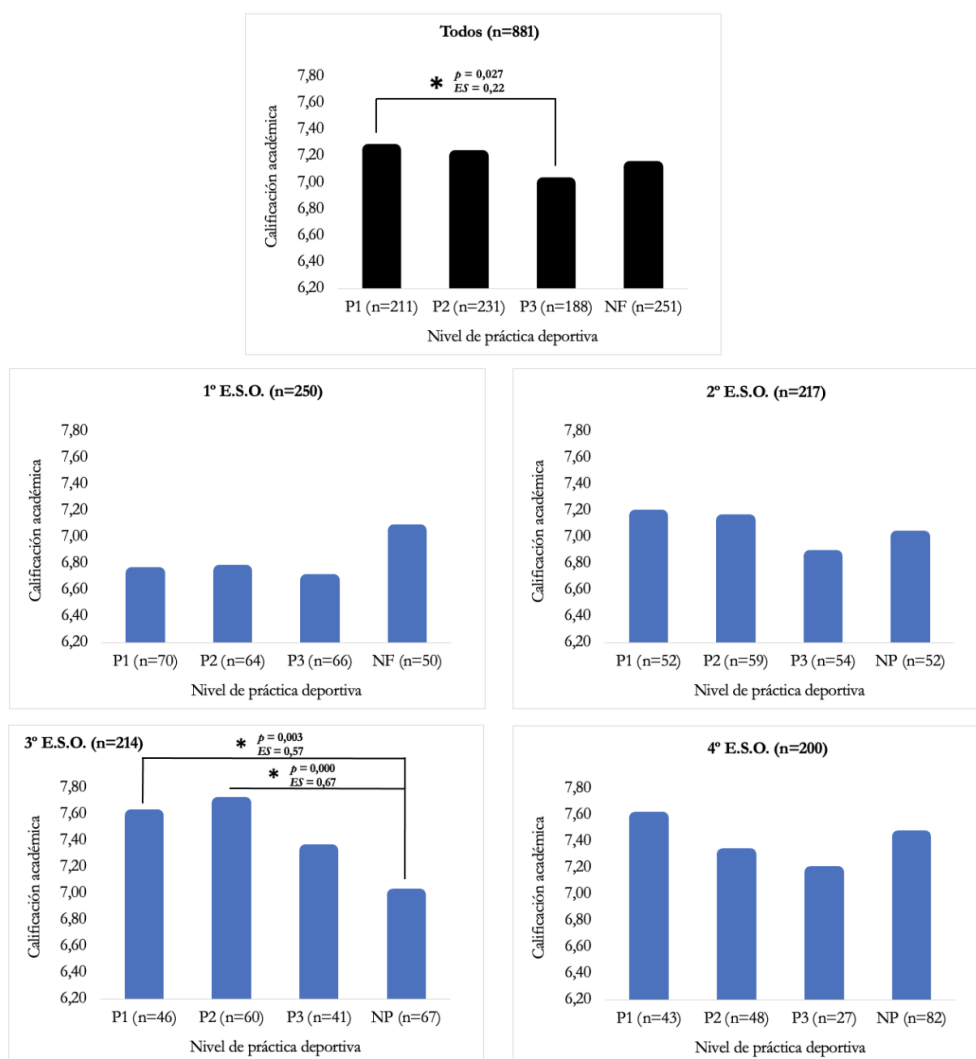 Todos (n=881)
p = 0,027
* ES = 0,22
7,80
7,60
7,40
7,20
7,00
6,80
6,60
6,40
6,20
Calificación académica
P1 (n=211) P2 (n=231) P3 (n=188) NF (n=251)
Nivel de práctica deportiva
1º E.S.O. (n=250)
7,80
7,60
7,40
7,20
7,00
6,80
6,60
6,40
6,20
Calificación académica
P1 (n=70) P2 (n=64) P3 (n=66) NF (n=50)
Nivel de práctica deportiva
2º E.S.O. (n=217)
7,80
7,60
7,40
7,20
7,00
6,80
6,60
6,40
6,20
Calificación académica
P1 (n=52) P2 (n=59) P3 (n=54) NP (n=52)
Nivel de práctica deportiva
3º E.S.O. (n=214)
p = 0,003
* ES = 0,57
p = 0,000
* ES = 0,67
7,80
7,60
7,40
7,20
7,00
6,80
6,60
6,40
6,20
Calificación académica
P1 (n=46) P2 (n=60) P3 (n=41) NP (n=67)
Nivel de práctica deportiva
4º E.S.O. (n=200)
7,80
7,60
7,40
7,20
7,00
6,80
6,60
6,40
6,20
Calificación académica
P1 (n=43) P2 (n=48) P3 (n=27) NP (n=82)
Nivel de práctica deportiva